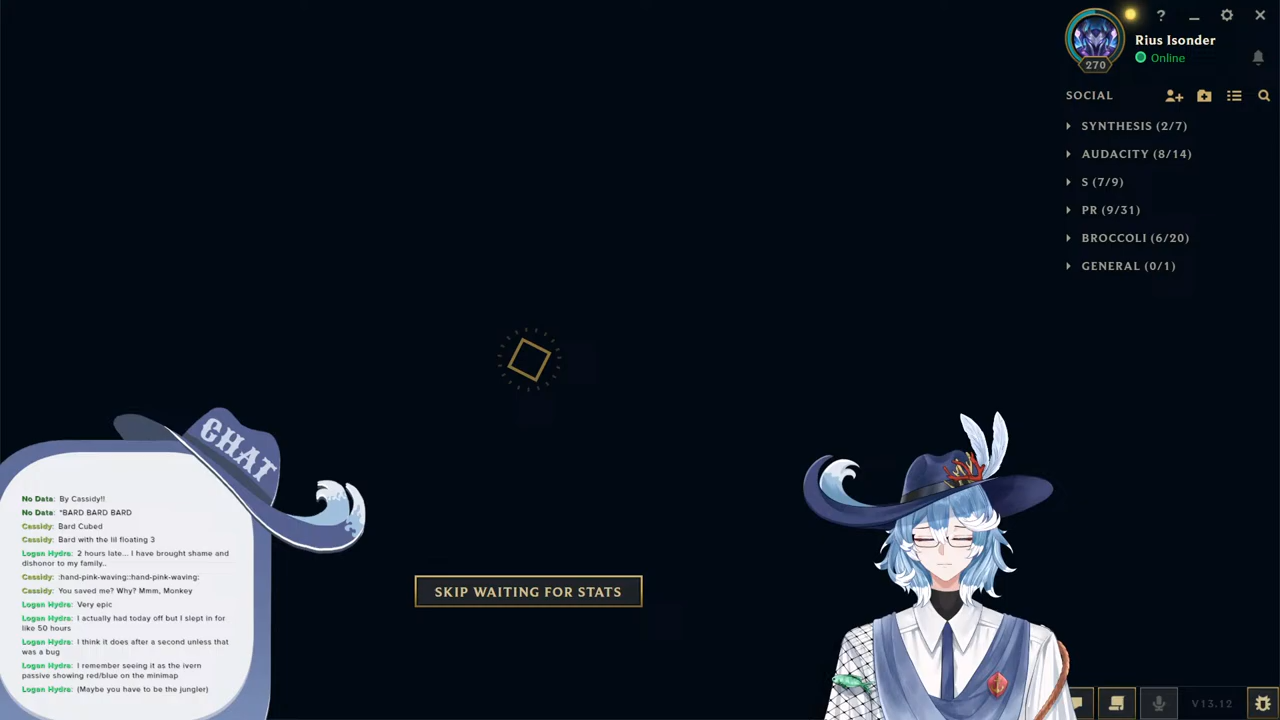 ?
Rius Isonder
Online
270
SOCIAL
SYNTHESIS (2/7)
AUDACITY (8/14)
S (7/9)
PR (9/31)
BROCCOLI (6/20)
GENERAL (0/1)
CHAT
No Data: By Cassidy!!
No Data: *BARD BARD BARD
Cassidy: Bard Cubed
Cassidy: Bard with the lil floating 3
Logan Hydra: 2 hours late... I have brought shame and
dishonor to my family..
Cassidy: :hand-pink-waving::hand-pink-waving:
Cassidy: You saved me? Why? Mmm, Monkey
Logan Hydra: Very epic
Logan Hydra: I actually had today off but I slept in for
like 50 hours
Logan Hydra: I think it does after a second unless that
was a bug
Logan Hydra: I remember seeing it as the ivern
passive showing red/blue on the minimap
Logan Hydra: (Maybe you have to be the jungler)
SKIP WAITING FOR STATS
V13.12